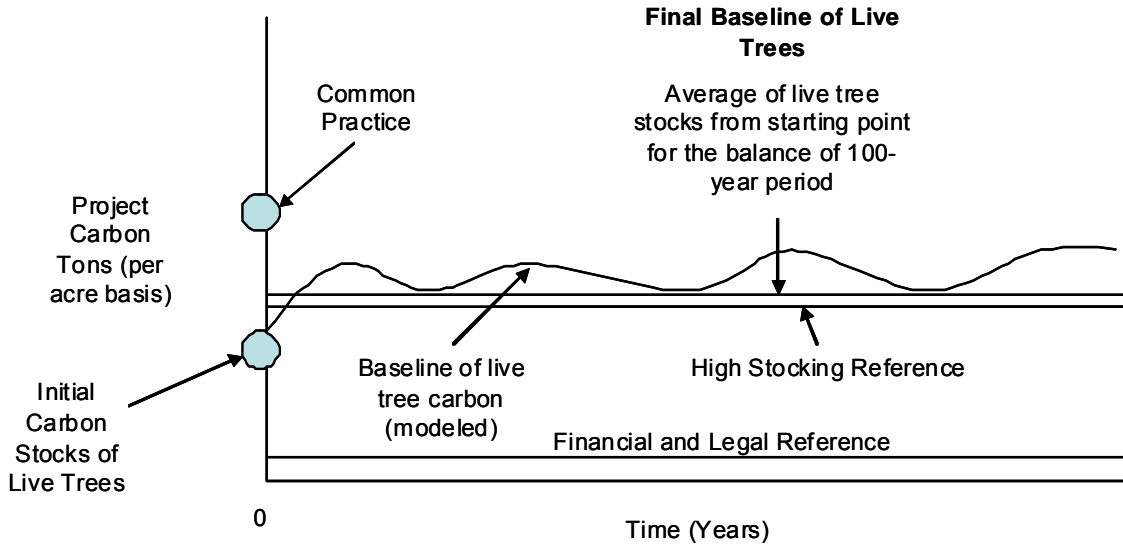 Final Baseline of Live
Trees
Average of live tree
stocks from starting point
for the balance of 100-
year period
Common
Practice
Project
Carbon
Tons (per
acre basis)
Baseline of live
tree carbon
(modeled)
High Stocking Reference
Initial
Carbon
Stocks of
Live Trees
Financial and Legal Reference
0
Time (Years)